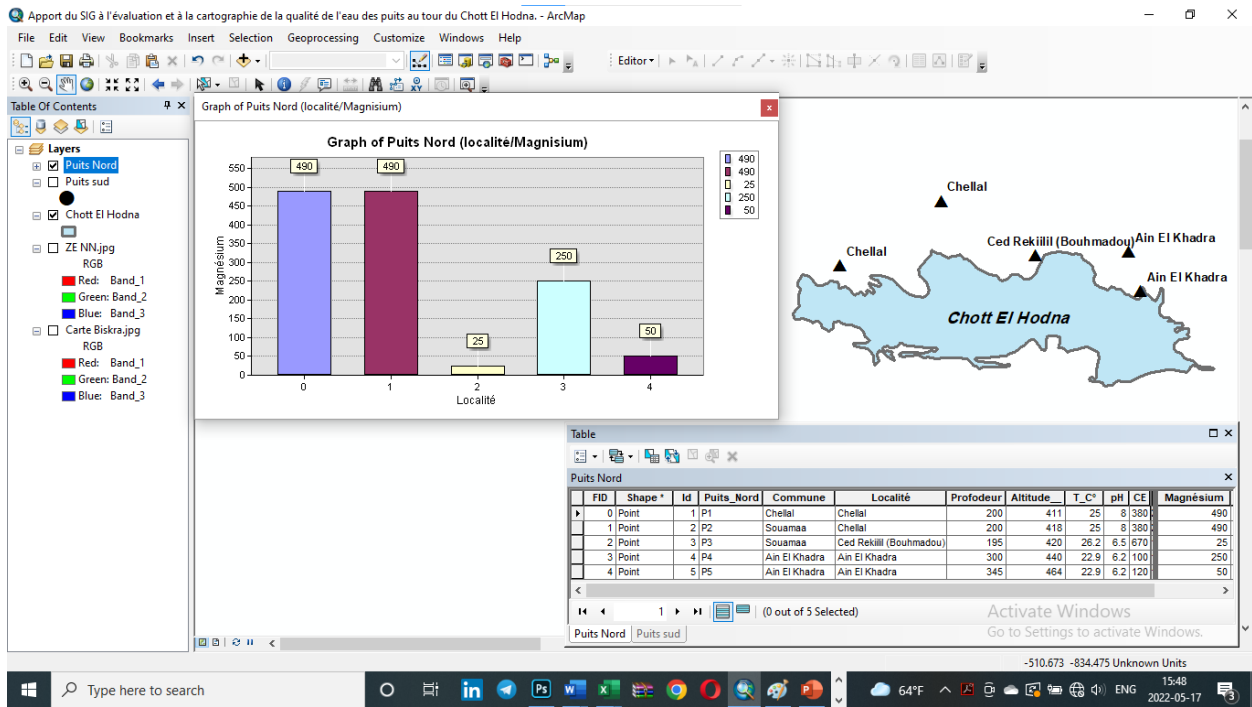 Apport du SIG à l'évaluation et à la cartographie de la qualité de l'eau des puits au tour du Chott El Hodna. - ArcMap
File Edit View Bookmarks Insert Selection Geoprocessing Customize Windows Help
Editor
Table Of Contents
Layers
Puits Nord
Puits sud
Chott El Hodna
ZE NN.jpg
RGB
Red: Band_1
Green: Band_2
Blue: Band_3
Carte Biskra.jpg
RGB
Red: Band_1
Green: Band_2
Blue: Band_3
Graph of Puits Nord (localité/Magnisium)
Graph of Puits Nord (localité/Magnisium)
Magnésium
550
500
450
400
350
300
250
200
150
100
50
0
490
490
25
250
50
0 1 2 3 4
Localité
490
490
25
250
50
Chellal
Chellal
Ced Rekiilil (Bouhmadou)
Ain El Khadra
Ain El Khadra
Chott El Hodna
Table
Puits Nord
FID Shape * Id Puits_Nord Commune Localité Profodeur Altitude__ T_C° pH CE Magnésium
0 Point 1 P1 Chellal Chellal 200 411 25 8 380 490
1 Point 2 P2 Souamaa Chellal 200 418 25 8 380 490
2 Point 3 P3 Souamaa Ced Rekiilil (Bouhmadou) 195 420 26.2 6.5 670 25
3 Point 4 P4 Ain El Khadra Ain El Khadra 300 440 22.9 6.2 100 250
4 Point 5 P5 Ain El Khadra Ain El Khadra 345 464 22.9 6.2 120 50
1 (0 out of 5 Selected)
Puits Nord Puits sud
Activate Windows
Go to Settings to activate Windows.
-510.673 -834.475 Unknown Units
Type here to search
64°F
ENG
15:48
2022-05-17
3